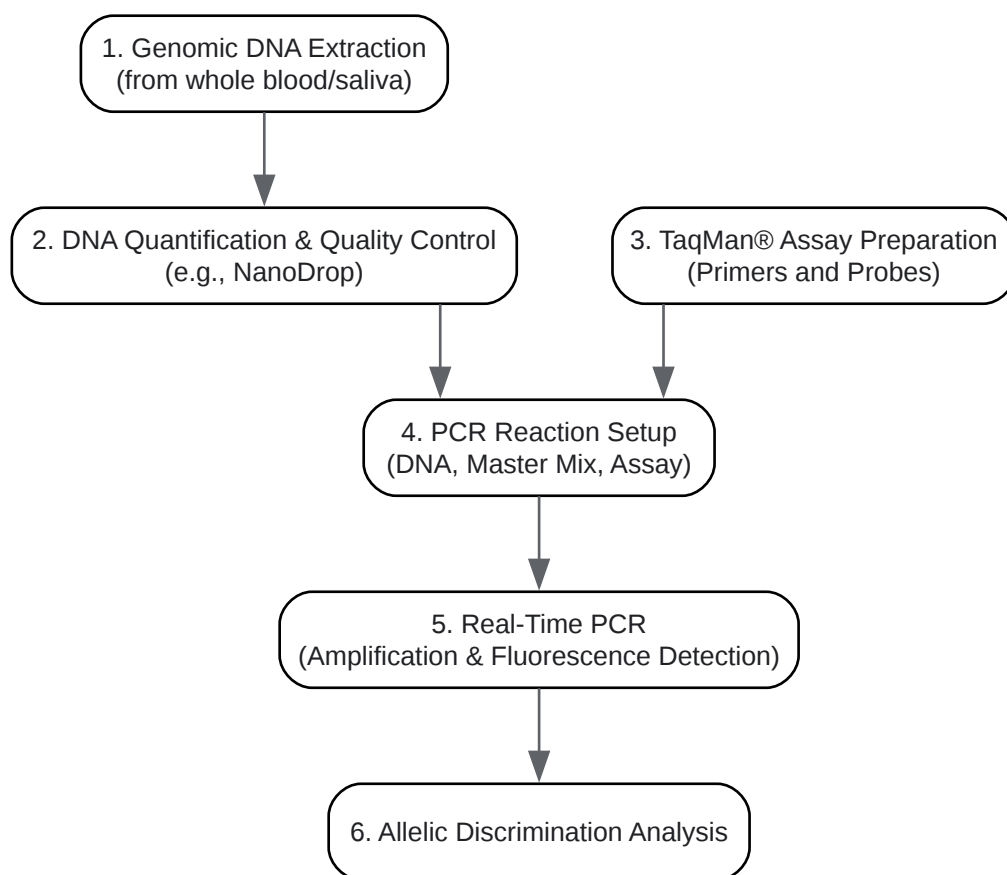 1. Genomic DNA Extraction
(from whole blood/saliva)
2. DNA Quantification & Quality Control
(e.g., NanoDrop)
3. TaqMan® Assay Preparation
(Primers and Probes)
4. PCR Reaction Setup
(DNA, Master Mix, Assay)
5. Real-Time PCR
(Amplification & Fluorescence Detection)
6. Allelic Discrimination Analysis